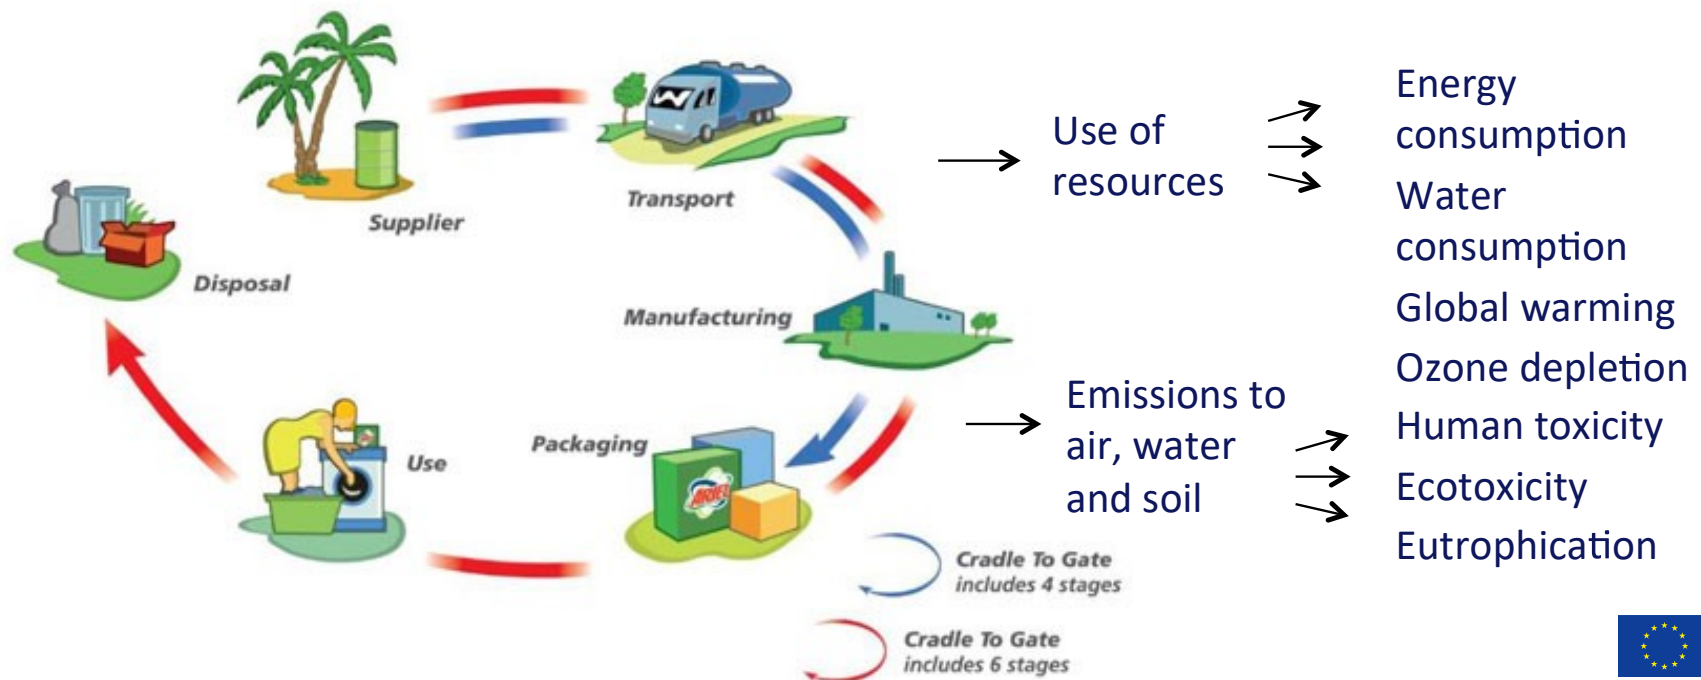 Supplier
Transport
Disposal
Manufacturing
Use
Packaging
ARIEL
Cradle To Gate
includes 4 stages
Cradle To Gate
includes 6 stages
Use of
resources
Emissions to
air, water
and soil
Energy
consumption
Water
consumption
Global warming
Ozone depletion
Human toxicity
Ecotoxicity
Eutrophication